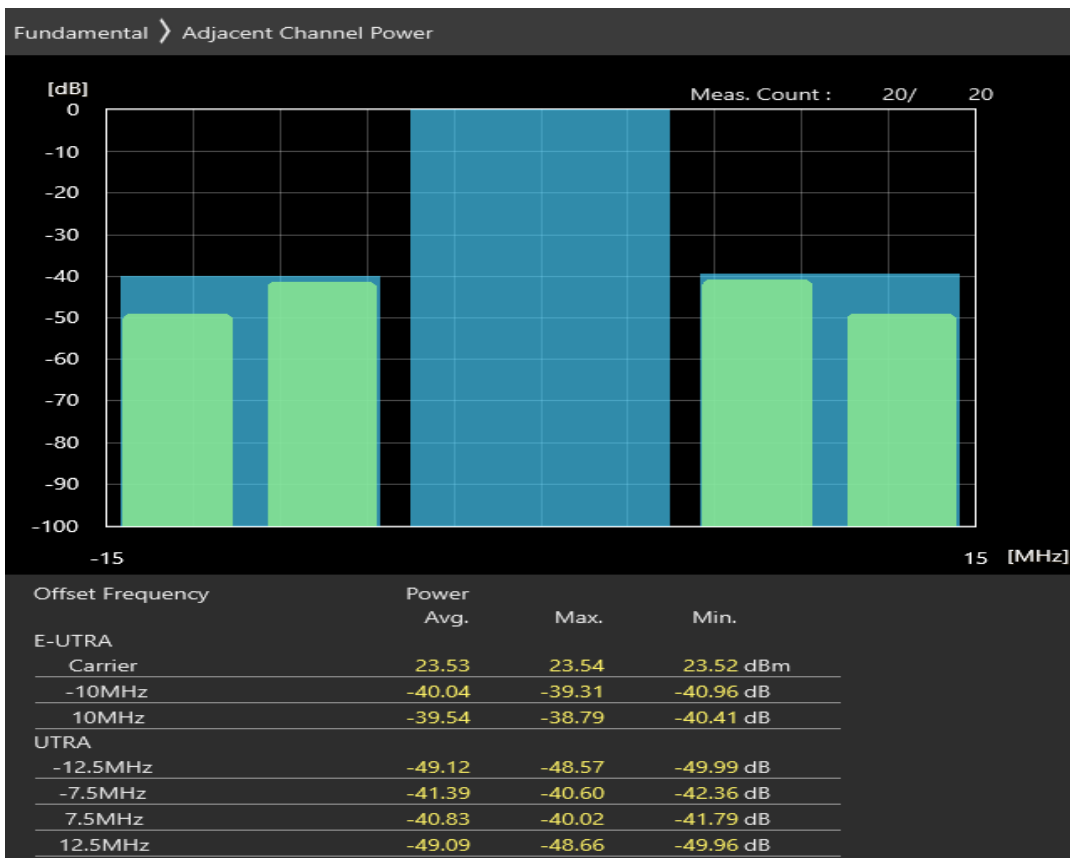 Fundamental ❯ Adjacent Channel Power
[dB]
Meas. Count : 20/ 20
0
-10
-20
-30
-40
-50
-60
-70
-80
-90
-100
-15 15 [MHz]
Offset Frequency Power
Avg. Max. Min.
E-UTRA
Carrier 23.53 23.54 23.52 dBm
-10MHz -40.04 -39.31 -40.96 dB
10MHz -39.54 -38.79 -40.41 dB
UTRA
-12.5MHz -49.12 -48.57 -49.99 dB
-7.5MHz -41.39 -40.60 -42.36 dB
7.5MHz -40.83 -40.02 -41.79 dB
12.5MHz -49.09 -48.66 -49.96 dB